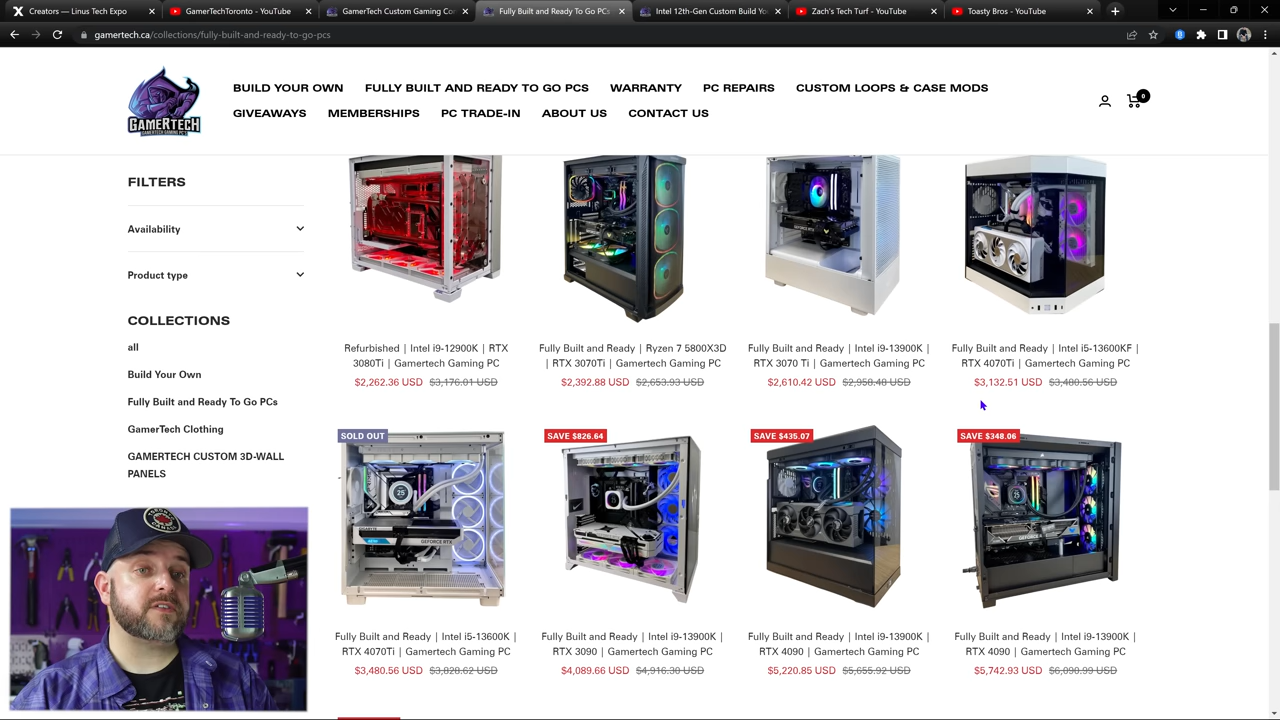 Creators — Linus Tech Expo
GamerTechToronto - YouTube
GamerTech Custom Gaming Co
Fully Built and Ready To Go PCs
Intel 12th-Gen Custom Build Yo
Zach's Tech Turf - YouTube
Toasty Bros - YouTube
gamertech.ca/collections/fully-built-and-ready-to-go-pcs
GAMERTECH
BUILD YOUR OWN FULLY BUILT AND READY TO GO PCS WARRANTY PC REPAIRS CUSTOM LOOPS & CASE MODS
GIVEAWAYS MEMBERSHIPS PC TRADE-IN ABOUT US CONTACT US
0
FILTERS
Availability
Product type
COLLECTIONS
all
Build Your Own
Fully Built and Ready To Go PCs
GamerTech Clothing
GAMERTECH CUSTOM 3D-WALL
PANELS
Refurbished | Intel i9-12900K | RTX
3080Ti | Gamertech Gaming PC
$2,262.36 USD $3,176.01 USD
Fully Built and Ready | Ryzen 7 5800X3D
| RTX 3070Ti | Gamertech Gaming PC
$2,392.88 USD $2,653.93 USD
Fully Built and Ready | Intel i9-13900K |
RTX 3070 Ti | Gamertech Gaming PC
$2,610.42 USD $2,958.48 USD
Fully Built and Ready | Intel i5-13600KF |
RTX 4070Ti | Gamertech Gaming PC
$3,132.51 USD $3,480.56 USD
SOLD OUT
Fully Built and Ready | Intel i5-13600K |
RTX 4070Ti | Gamertech Gaming PC
$3,480.56 USD $3,828.62 USD
SAVE $826.64
Fully Built and Ready | Intel i9-13900K |
RTX 3090 | Gamertech Gaming PC
$4,089.66 USD $4,916.30 USD
SAVE $435.07
Fully Built and Ready | Intel i9-13900K |
RTX 4090 | Gamertech Gaming PC
$5,220.85 USD $5,655.92 USD
SAVE $348.06
Fully Built and Ready | Intel i9-13900K |
RTX 4090 | Gamertech Gaming PC
$5,742.93 USD $6,090.99 USD